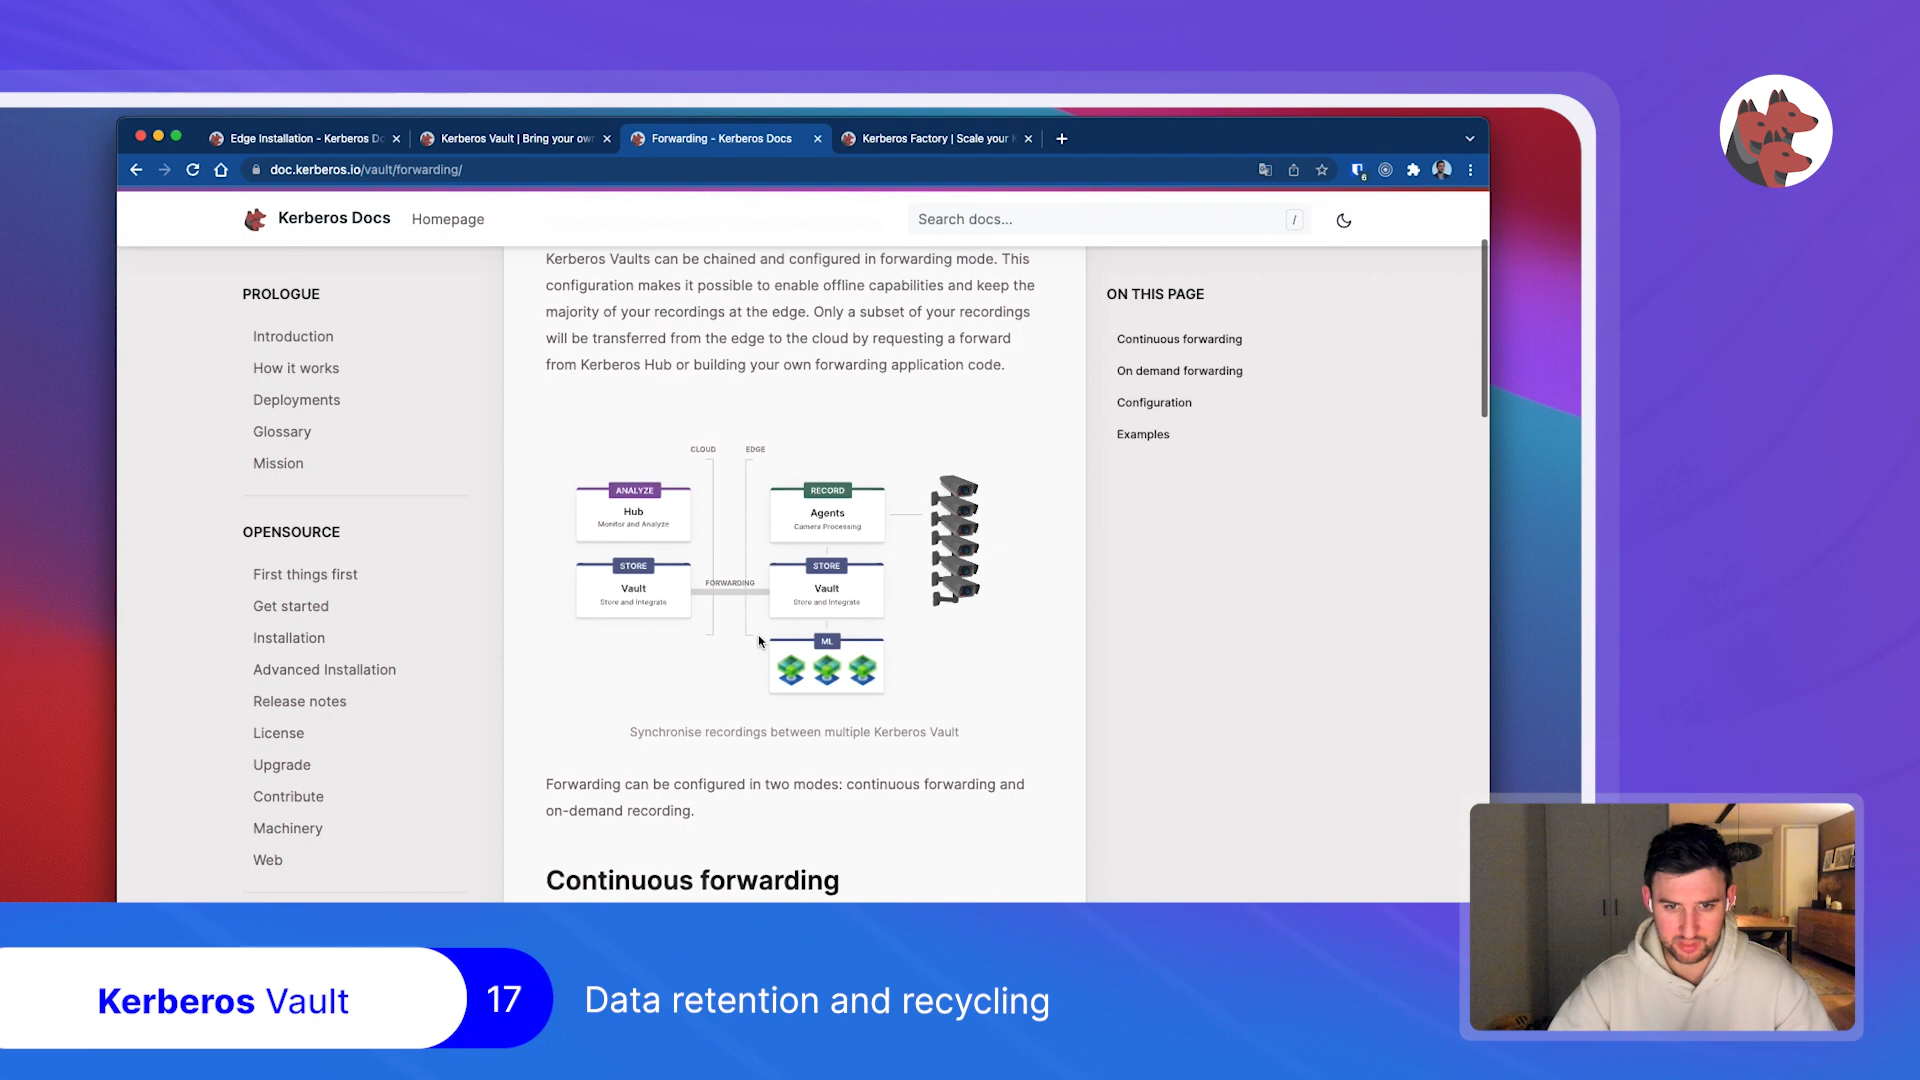 Edge Installation - Kerberos Do
Kerberos Vault | Bring your own
Forwarding - Kerberos Docs
Kerberos Factory | Scale your
doc.kerberos.io/vault/forwarding/
6
Kerberos Docs
Homepage
Search docs...
/
PROLOGUE
Introduction
How it works
Deployments
Glossary
Mission
OPENSOURCE
First things first
Get started
Installation
Advanced Installation
Release notes
License
Upgrade
Contribute
Machinery
Web
Kerberos Vaults can be chained and configured in forwarding mode. This
configuration makes it possible to enable offline capabilities and keep the
majority of your recordings at the edge. Only a subset of your recordings
will be transferred from the edge to the cloud by requesting a forward
from Kerberos Hub or building your own forwarding application code.
CLOUD
EDGE
ANALYZE
Hub
Monitor and Analyze
RECORD
Agents
Camera Processing
STORE
Vault
Store and Integrate
FORWARDING
STORE
Vault
Store and Integrate
ML
Synchronise recordings between multiple Kerberos Vault
Forwarding can be configured in two modes: continuous forwarding and
on-demand recording.
Continuous forwarding
ON THIS PAGE
Continuous forwarding
On demand forwarding
Configuration
Examples
Kerberos Vault
17
Data retention and recycling